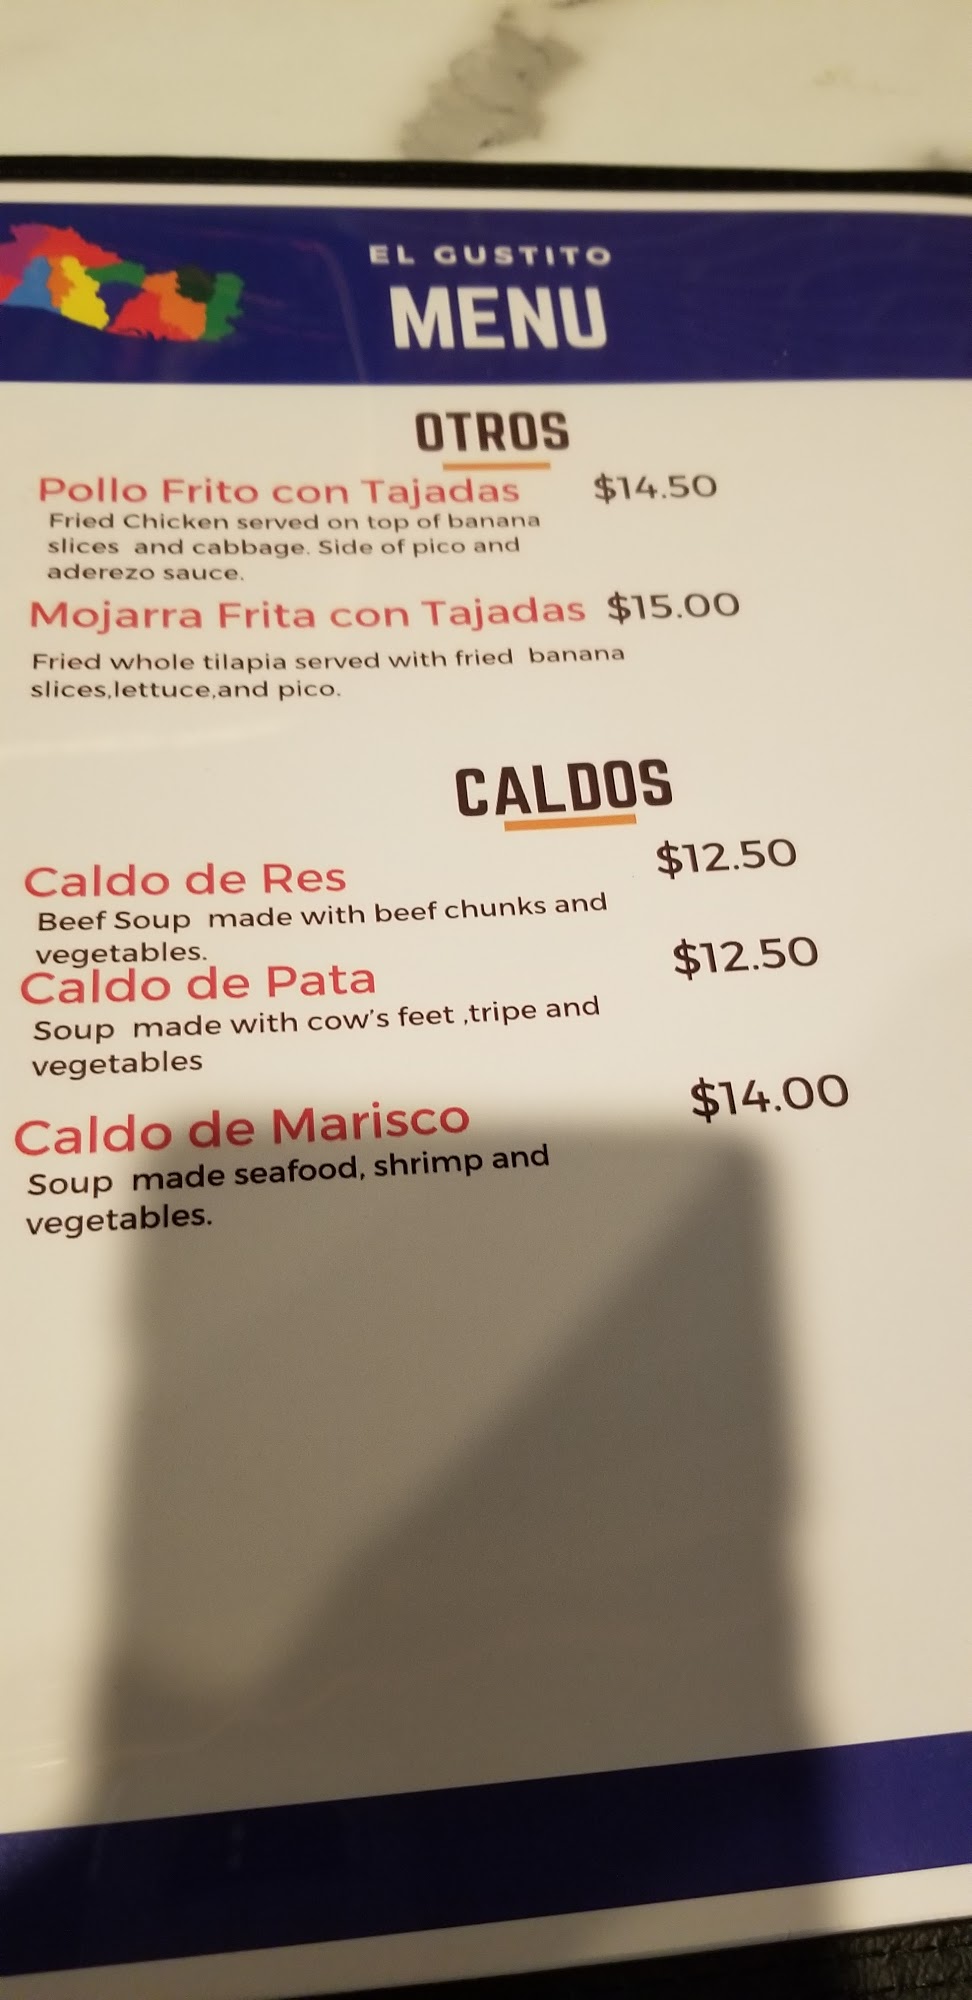 EL GUSTITO
MENU
OTROS
Pollo Frito con Tajadas $14.50
Fried Chicken served on top of banana
slices and cabbage. Side of pico and
aderezo sauce.
Mojarra Frita con Tajadas $15.00
Fried whole tilapia served with fried banana
slices,lettuce,and pico.
CALDOS
Caldo de Res $12.50
Beef Soup made with beef chunks and
vegetables.
Caldo de Pata $12.50
Soup made with cow's feet ,tripe and
vegetables
Caldo de Marisco $14.00
Soup made seafood, shrimp and
vegetables.